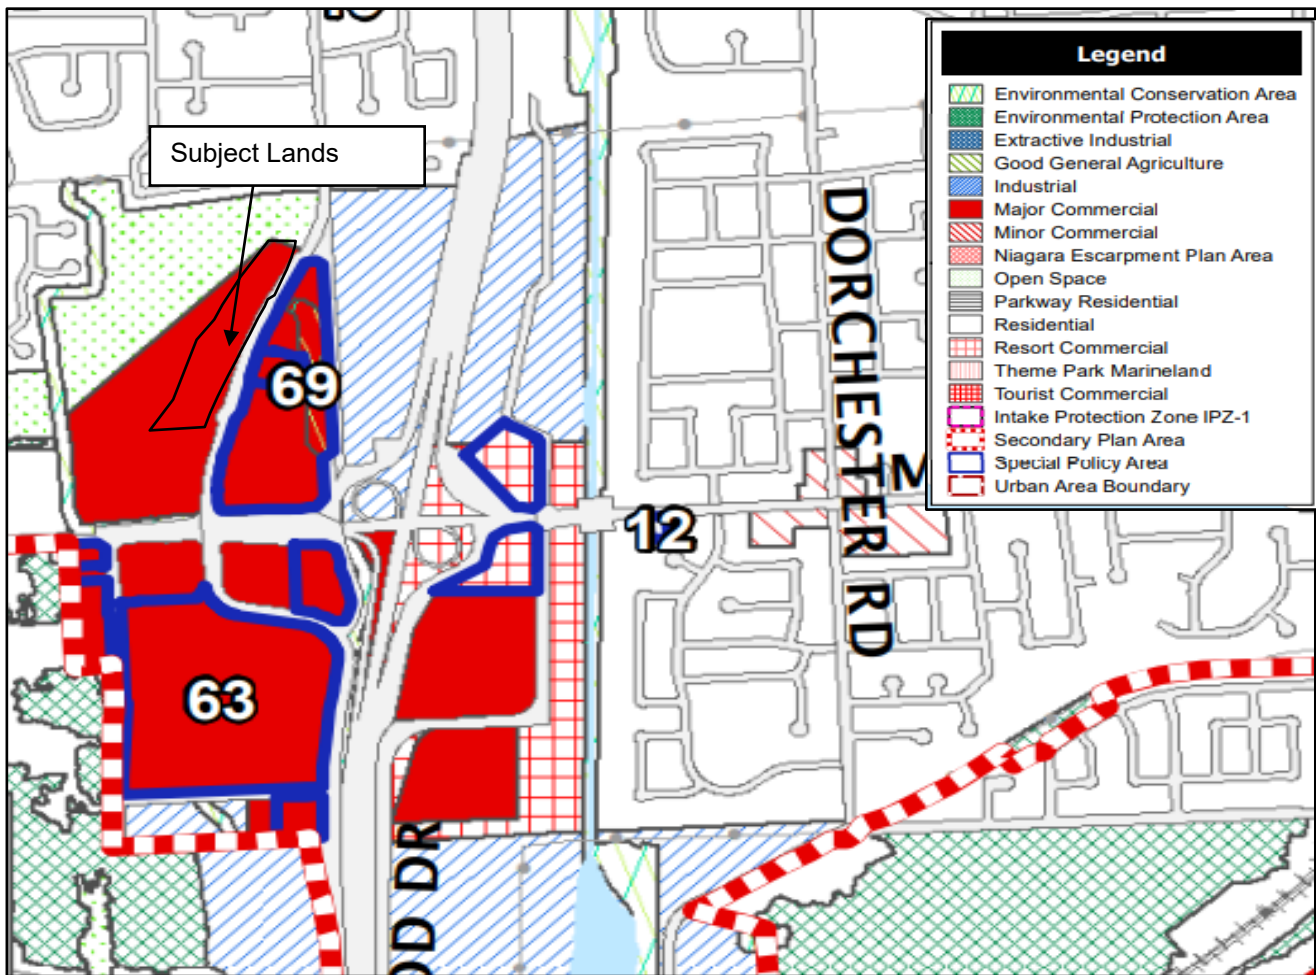 Legend
Environmental Conservation Area
Environmental Protection Area
Extractive Industrial
Good General Agriculture
Industrial
Major Commercial
Minor Commercial
Niagara Escarpment Plan Area
Open Space
Parkway Residential
Residential
Resort Commercial
Theme Park Marineland
Tourist Commercial
Intake Protection Zone IPZ-1
Secondary Plan Area
Special Policy Area
Urban Area Boundary
Subject Lands
DORCHESTER RD
69
M
12
63
OD DR